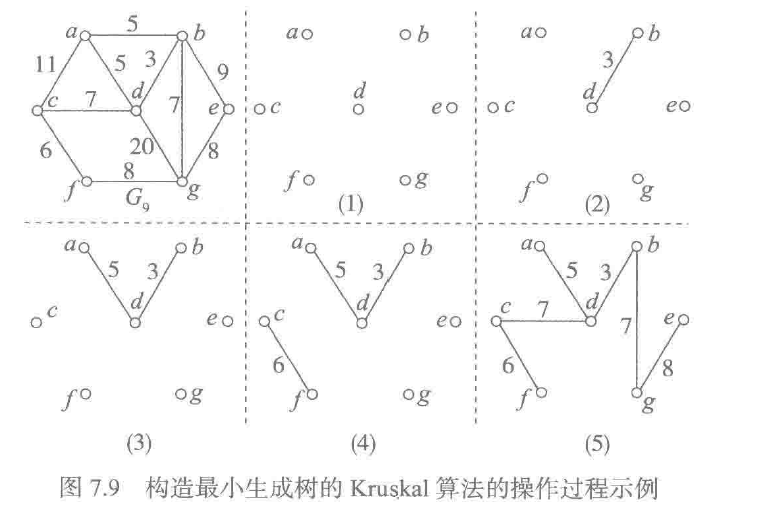 5
a b a b a b
11 5 3 9 3
c 7 d 7 e c d e c d e
6 20 8
8
f G₉ g f g f g
(1) (2)
a b a b a b
5 3 5 3 5 3
c d e c d e c 7 d 7 e
6 6 8
f g f g f g
(3) (4) (5)
图 7.9 构造最小生成树的 Kruskal 算法的操作过程示例